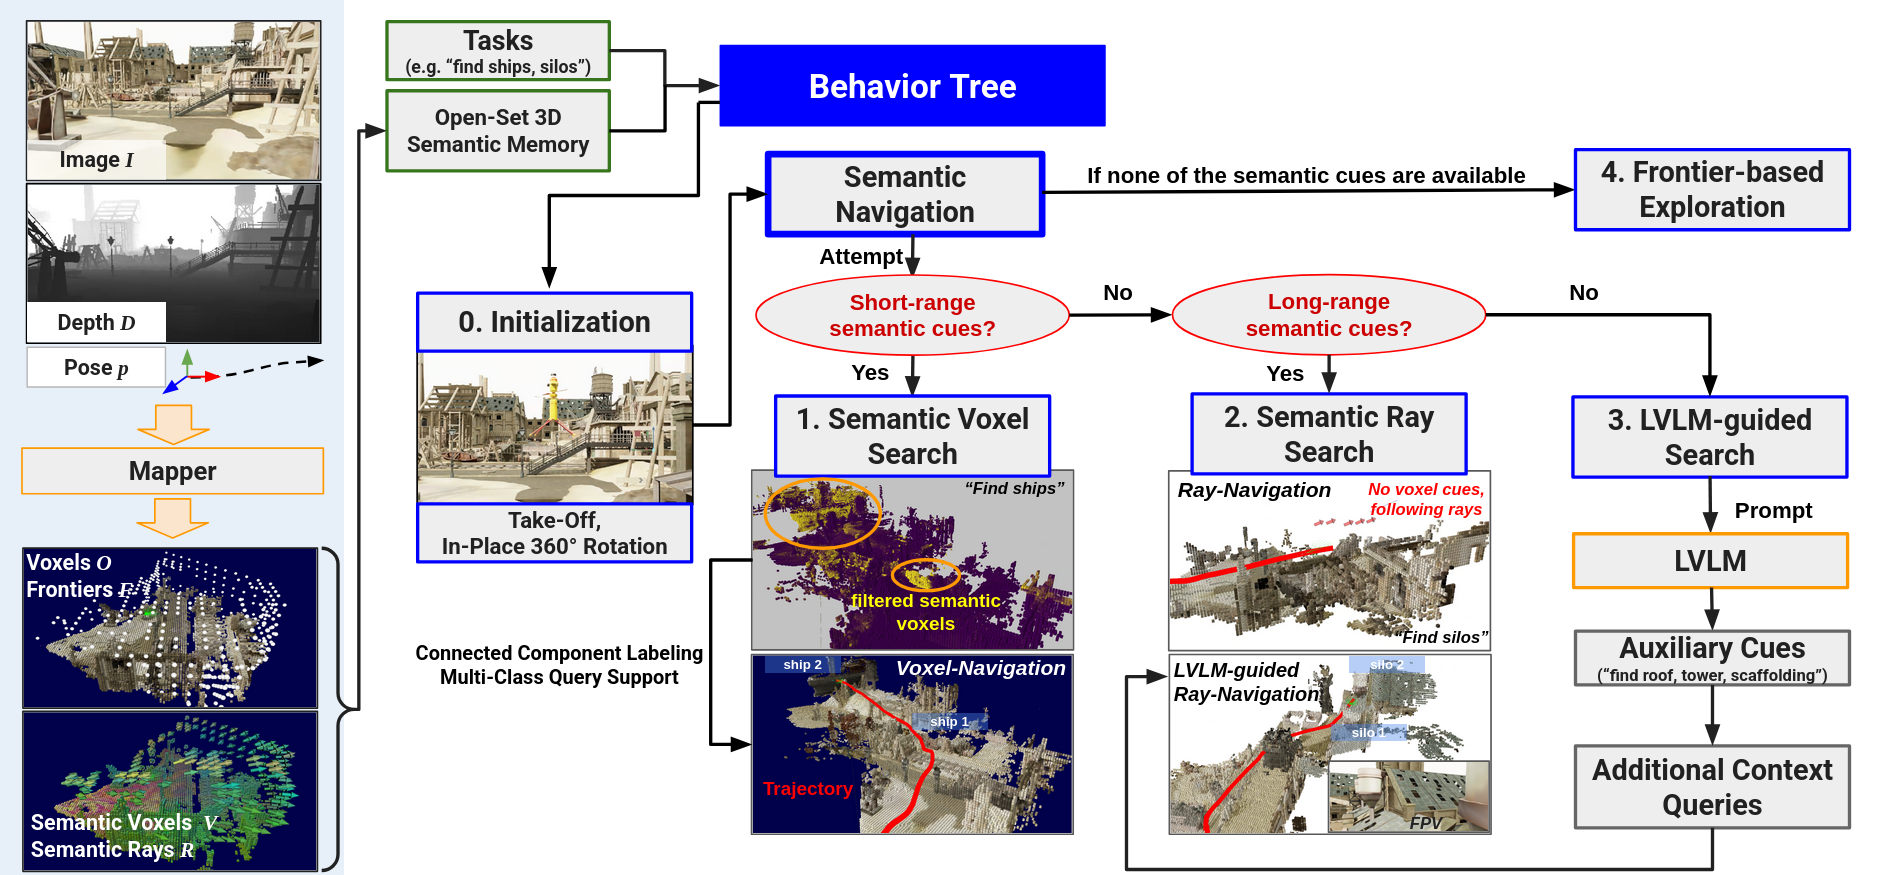 Image I
Depth D
Pose p
Mapper
Voxels O
Frontiers F
Semantic Voxels V
Semantic Rays R
Tasks
(e.g. “find ships, silos”)
Open-Set 3D
Semantic Memory
Behavior Tree
0. Initialization
Take-Off,
In-Place 360° Rotation
Semantic
Navigation
If none of the semantic cues are available
4. Frontier-based
Exploration
Attempt
Short-range
semantic cues?
No
Long-range
semantic cues?
No
Yes
Yes
1. Semantic Voxel
Search
“Find ships”
filtered semantic
voxels
Connected Component Labeling
Multi-Class Query Support
ship 2
Voxel-Navigation
ship 1
Trajectory
2. Semantic Ray
Search
Ray-Navigation
No voxel cues,
following rays
“Find silos”
LVLM-guided
Ray-Navigation
silo 2
silo 1
FPV
3. LVLM-guided
Search
Prompt
LVLM
Auxiliary Cues
(“find roof, tower, scaffolding”)
Additional Context
Queries